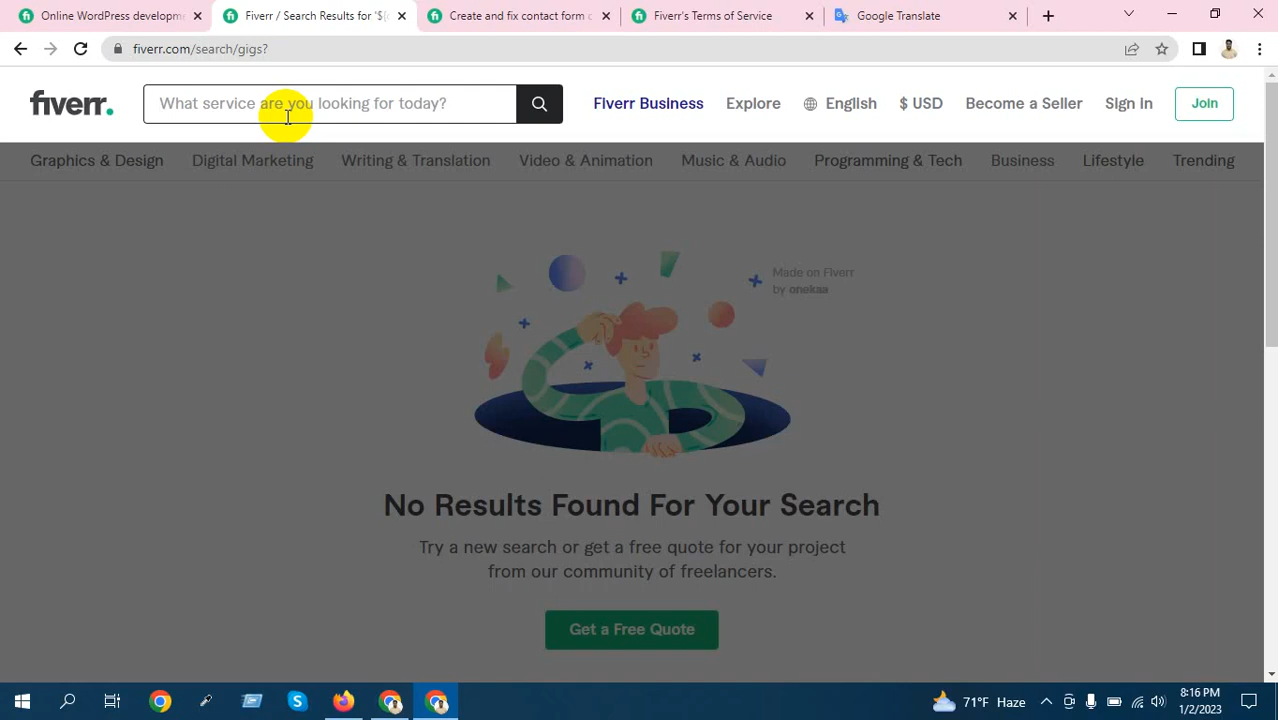 Online WordPress developm
Fiverr / Search Results for '${
Create and fix contact form
Fiverr's Terms of Service
Google Translate
fiverr.com/search/gigs?
fiverr.
What service are you looking for today?
Fiverr Business
Explore
English
$ USD
Become a Seller
Sign In
Join
Graphics & Design
Digital Marketing
Writing & Translation
Video & Animation
Music & Audio
Programming & Tech
Business
Lifestyle
Trending
Made on Fiverr
by onekaa
No Results Found For Your Search
Try a new search or get a free quote for your project
from our community of freelancers.
Get a Free Quote
71°F Haze
8:16 PM
1/2/2023